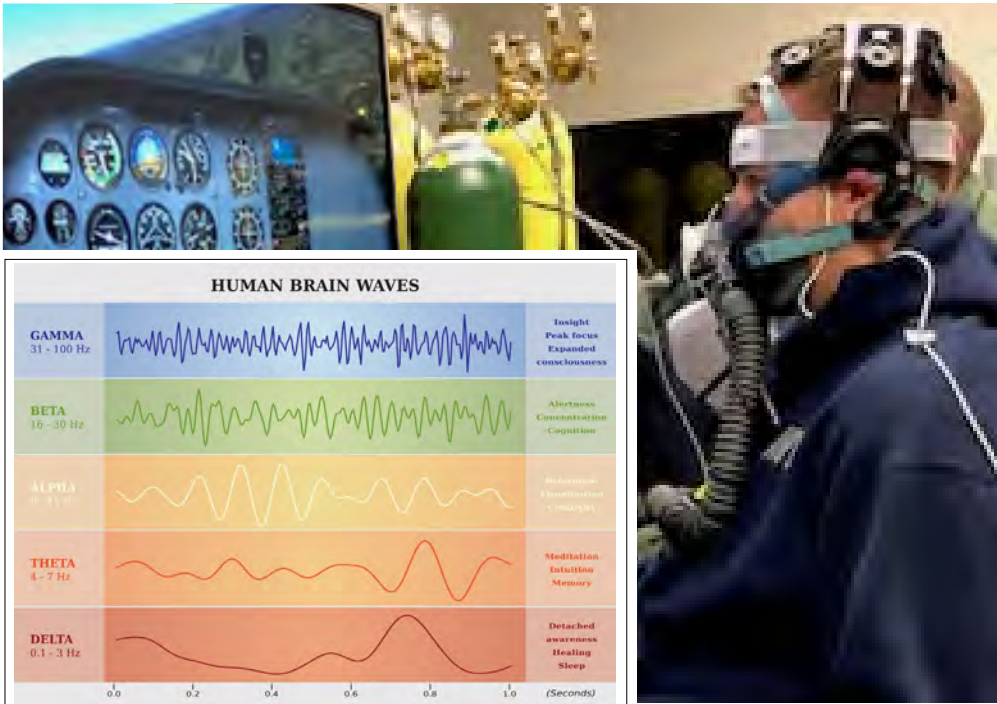 HUMAN BRAIN WAVES
GAMMA
31 - 100 Hz
Insight
Peak focus
Expanded
consciousness
BETA
16 - 30 Hz
Alertness
Concentration
Cognition
ALPHA
THETA
4 - 7 Hz
Meditation
Intuition
Memory
DELTA
0.1 - 3 Hz
Detached
awareness
Healing
Sleep
0.0 0.2 0.4 0.6 0.8 1.0 (Seconds)